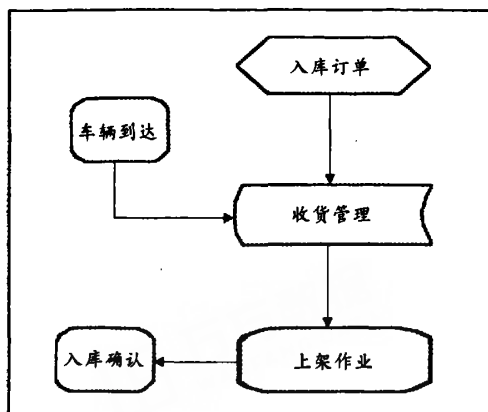 入库订单
车辆到达
收货管理
入库确认
上架作业